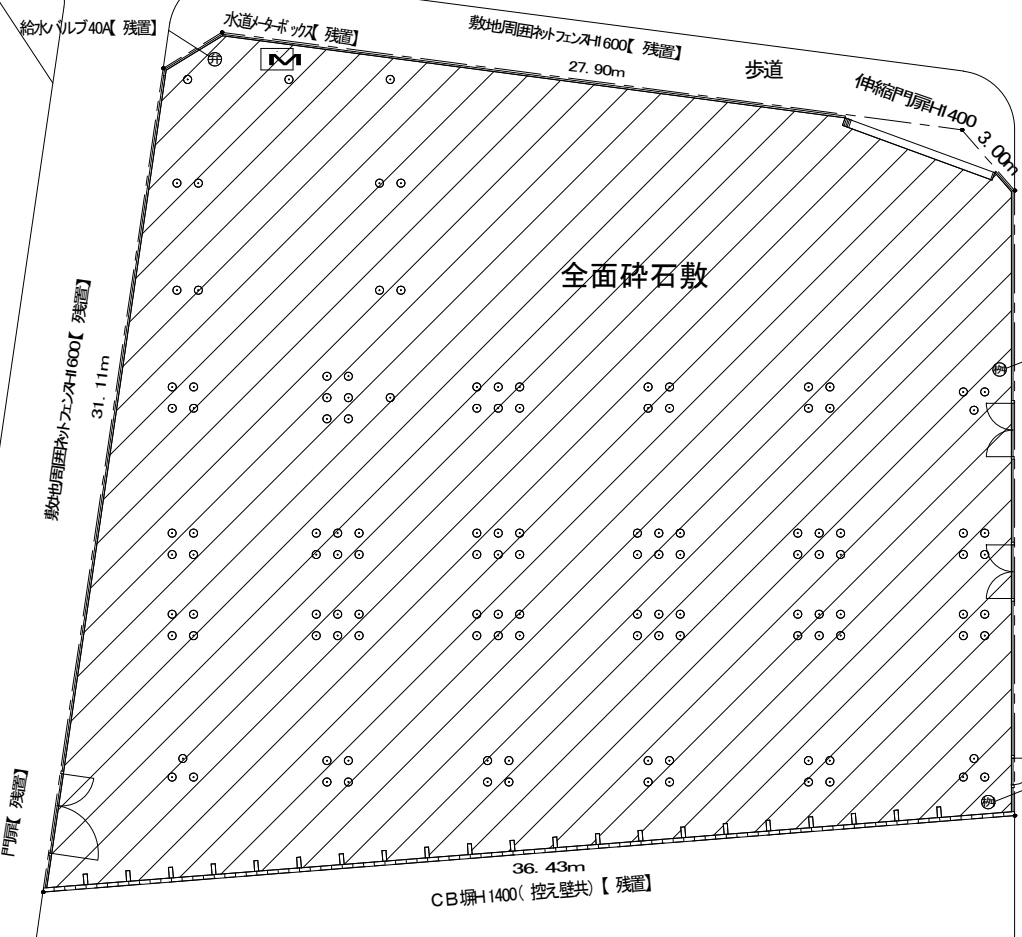 給水バルブ40A【 残置】
水道メーターボックス【 残置】
敷地周囲ネットフェンスH1600【 残置】
27. 90m
歩道
伸縮門扉H1400
3. 00m
全面砕石敷
敷地周囲ネットフェンスH1600【 残置】
31. 11m
門扉【 残置】
36. 43m
CB塀H1400( 控え壁共) 【 残置】